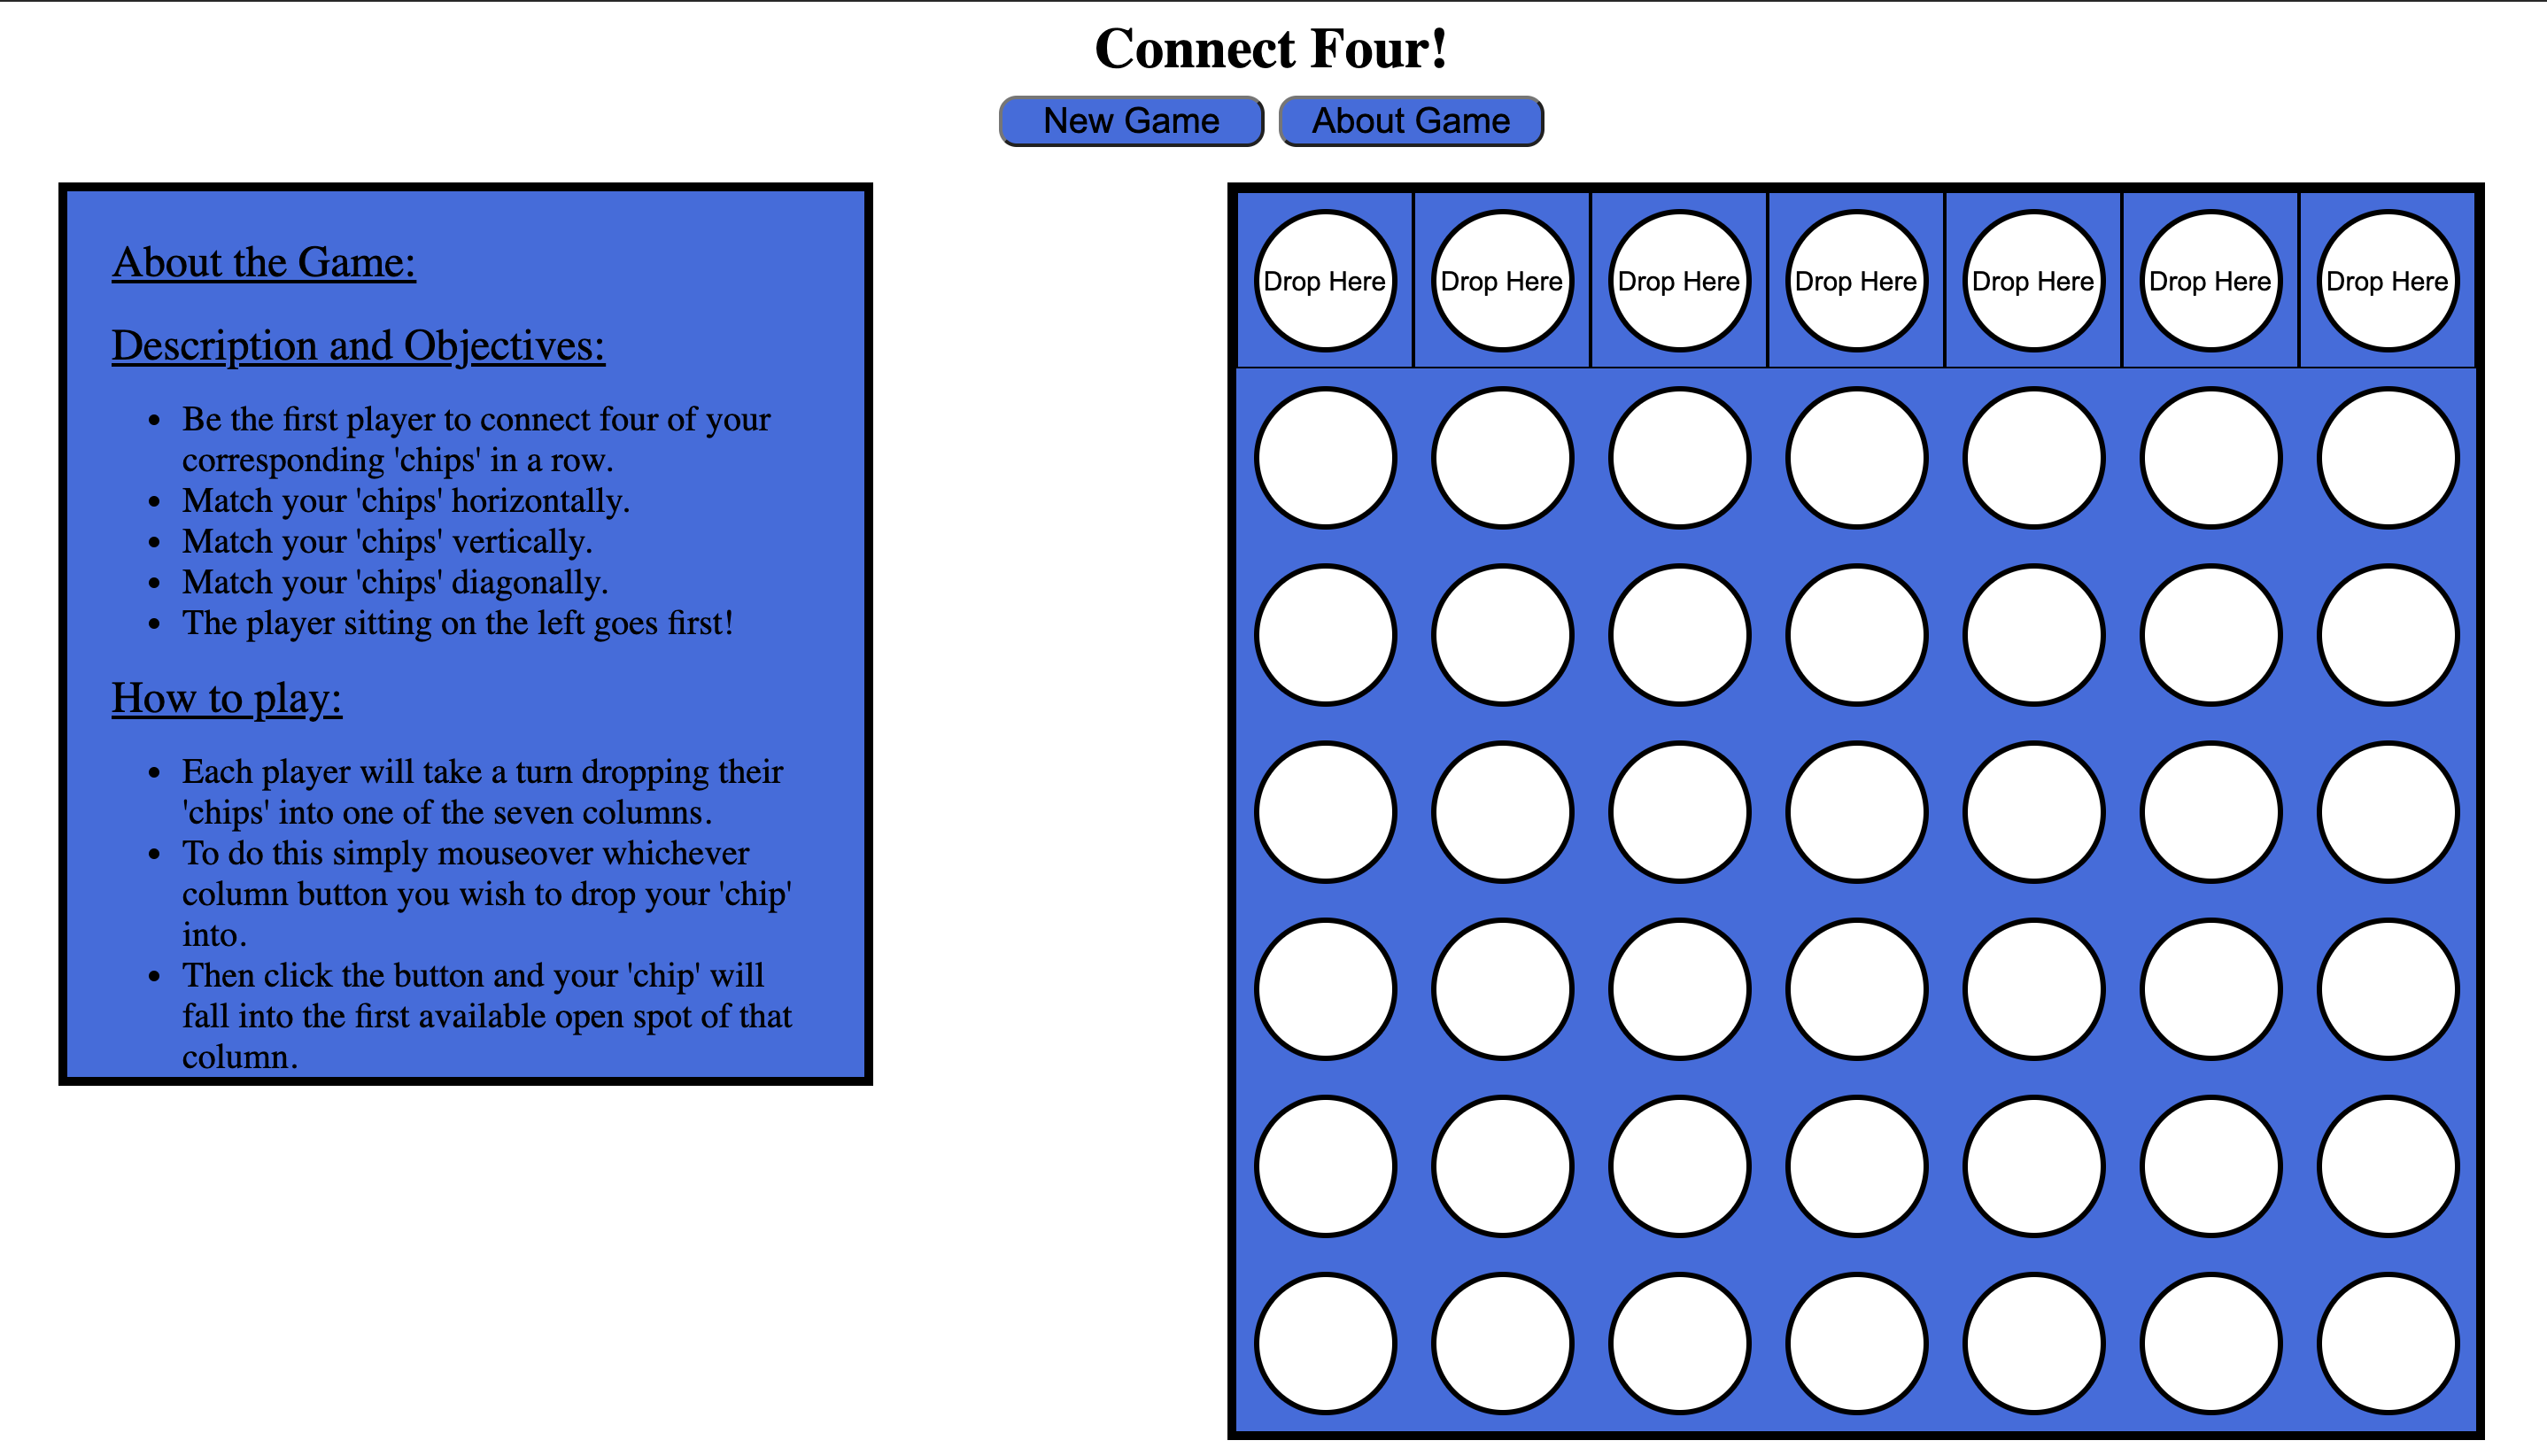 Connect Four!
New Game
About Game
About the Game:
Description and Objectives:
Be the first player to connect four of your
corresponding 'chips' in a row.
Match your 'chips' horizontally.
Match your 'chips' vertically.
Match your 'chips' diagonally.
The player sitting on the left goes first!
How to play:
Each player will take a turn dropping their
'chips' into one of the seven columns.
To do this simply mouseover whichever
column button you wish to drop your 'chip'
into.
Then click the button and your 'chip' will
fall into the first available open spot of that
column.
Drop Here Drop Here Drop Here Drop Here Drop Here Drop Here Drop Here